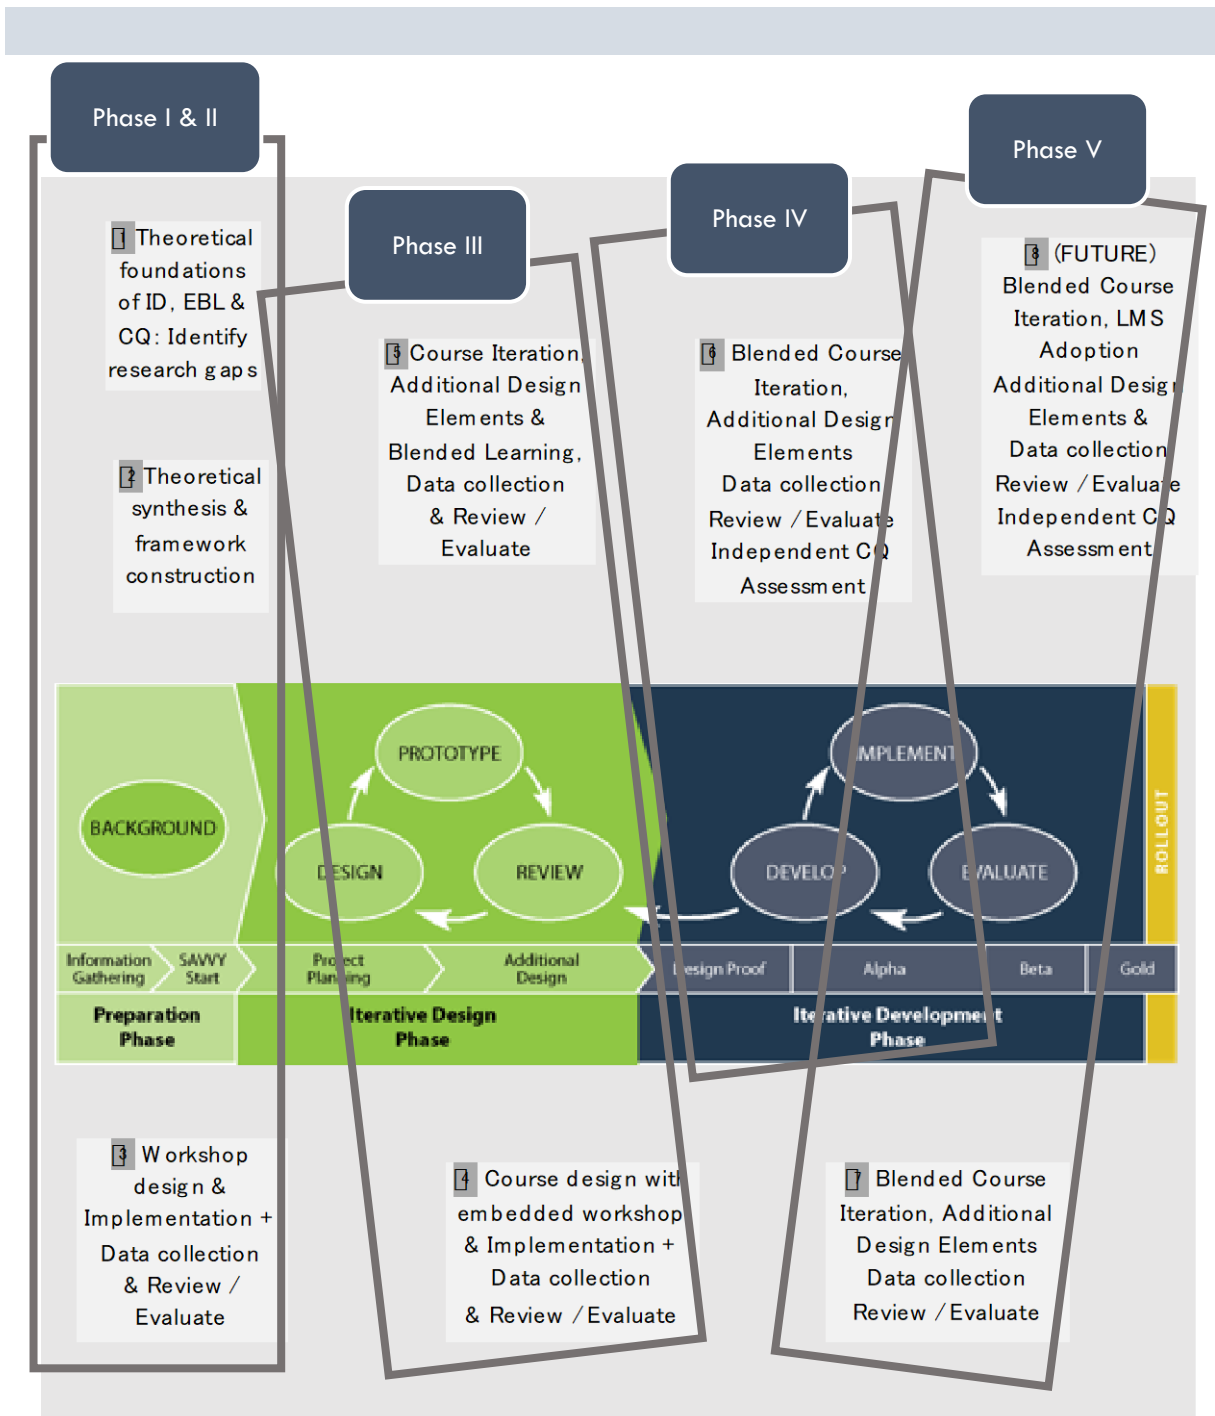 Phase I & II
Phase III
Phase IV
Phase V
1 Theoretical
foundations
of ID, EBL &
CQ: Identify
research gaps
2 Theoretical
synthesis &
framework
construction
5 Course Iteration,
Additional Design
Elements &
Blended Learning,
Data collection
& Review /
Evaluate
6 Blended Course
Iteration,
Additional Design
Elements
Data collection
Review / Evaluate
Independent CQ
Assessment
8 (FUTURE)
Blended Course
Iteration, LMS
Adoption
Additional Design
Elements &
Data collection
Review / Evaluate
Independent CQ
Assessment
BACKGROUND
PROTOTYPE
DESIGN
REVIEW
IMPLEMENT
DEVELOP
EVALUATE
ROLLOUT
Information
Gathering
SAVVY
Start
Project
Planning
Additional
Design
Design Proof
Alpha
Beta
Gold
Preparation
Phase
Iterative Design
Phase
Iterative Development
Phase
3 Workshop
design &
Implementation +
Data collection
& Review /
Evaluate
4 Course design with
embedded workshop
& Implementation +
Data collection
& Review / Evaluate
7 Blended Course
Iteration, Additional
Design Elements
Data collection
Review / Evaluate